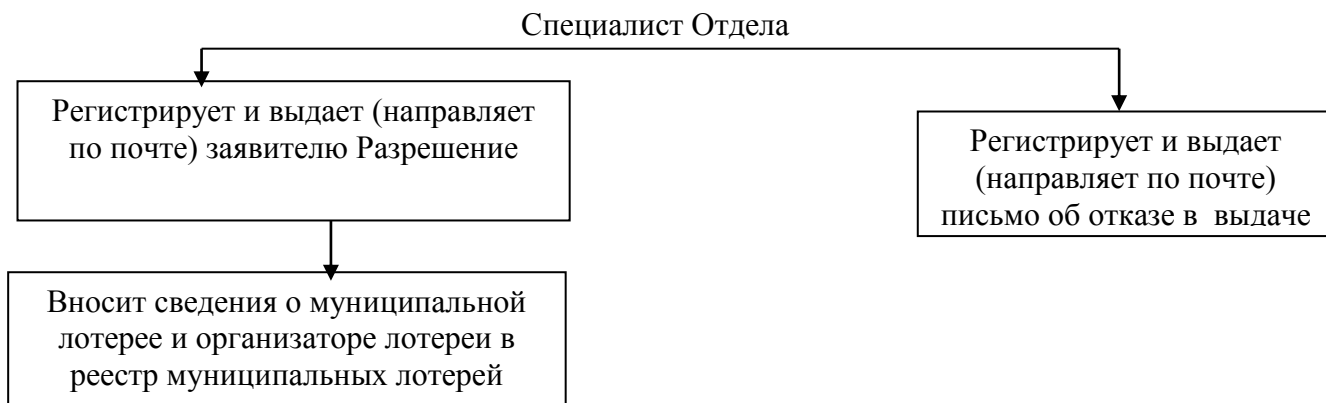 Специалист Отдела
Регистрирует и выдает (направляет
по почте) заявителю Разрешение
Регистрирует и выдает
(направляет по почте)
письмо об отказе в выдаче
Вносит сведения о муниципальной
лотерее и организаторе лотереи в
реестр муниципальных лотерей